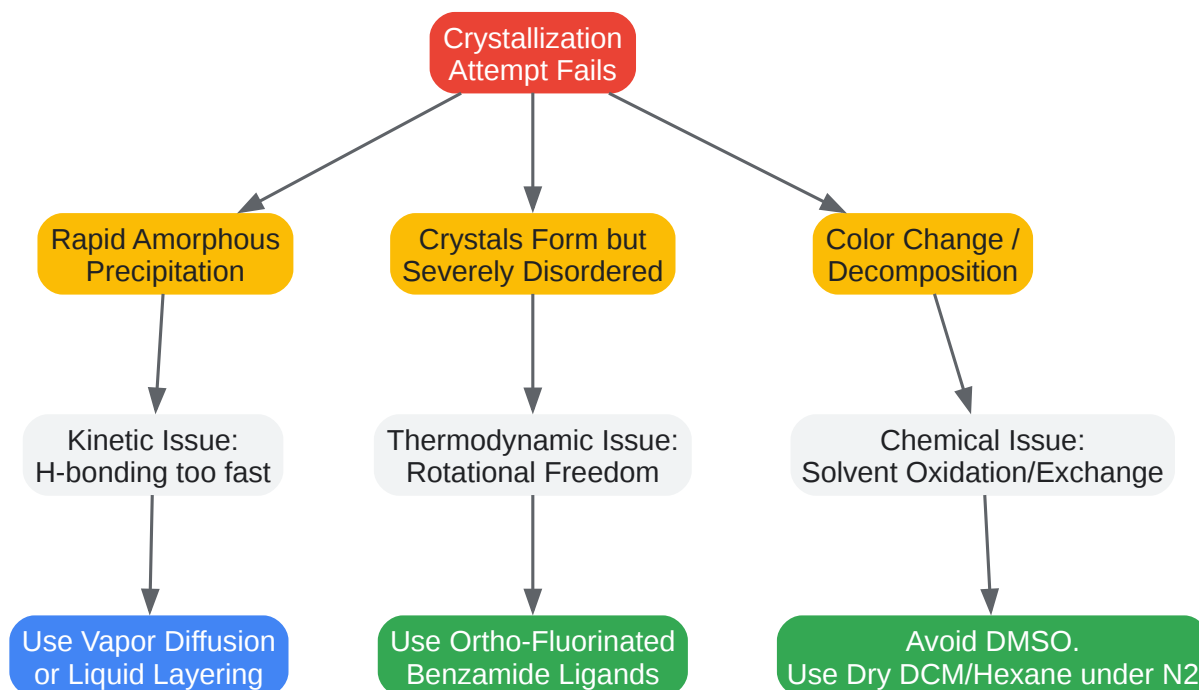 Crystallization
Attempt Fails
Rapid Amorphous
Precipitation
Crystals Form but
Severely Disordered
Color Change /
Decomposition
Kinetic Issue:
H-bonding too fast
Thermodynamic Issue:
Rotational Freedom
Chemical Issue:
Solvent Oxidation/Exchange
Use Vapor Diffusion
or Liquid Layering
Use Ortho-Fluorinated
Benzamide Ligands
Avoid DMSO.
Use Dry DCM/Hexane under N2